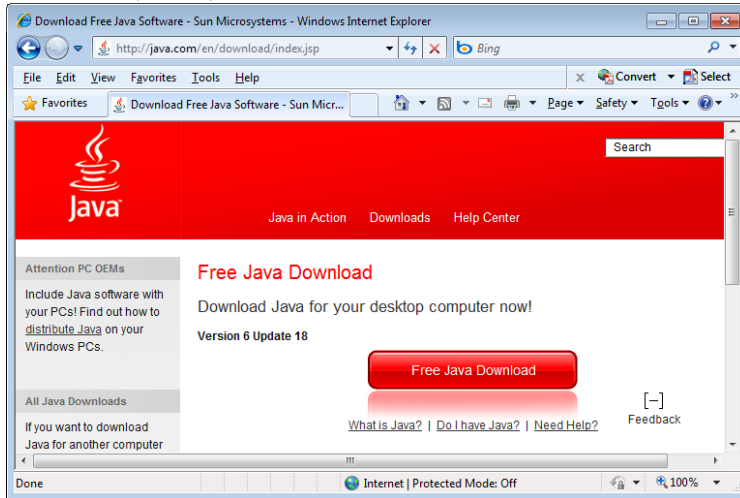 Download Free Java Software - Sun Microsystems - Windows Internet Explorer
http://java.com/en/download/index.jsp
Bing
File Edit View Favorites Tools Help
x Convert Select
Favorites Download Free Java Software - Sun Micr... Page Safety Tools »
Search
Java
Java in Action Downloads Help Center
Attention PC OEMs
Include Java software with
your PCs! Find out how to
distribute Java on your
Windows PCs.
All Java Downloads
If you want to download
Java for another computer
Free Java Download
Download Java for your desktop computer now!
Version 6 Update 18
Free Java Download
What is Java? | Do I have Java? | Need Help?
[–]
Feedback
Done Internet | Protected Mode: Off 100%